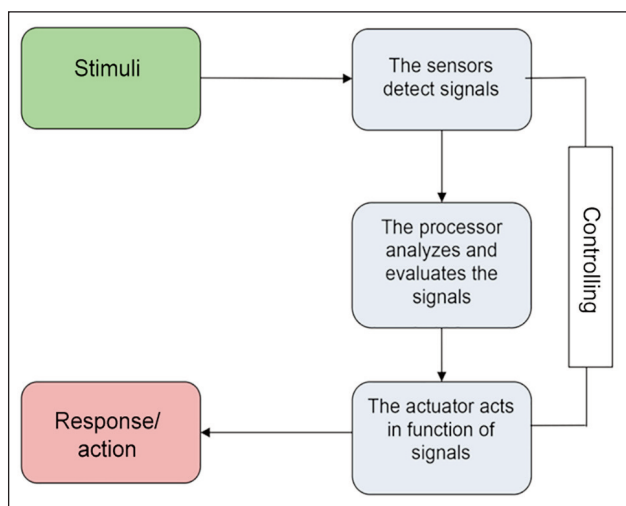 Stimuli
The sensors
detect signals
The processor
analyzes and
evaluates the
signals
Controlling
The actuator acts
in function of
signals
Response/
action